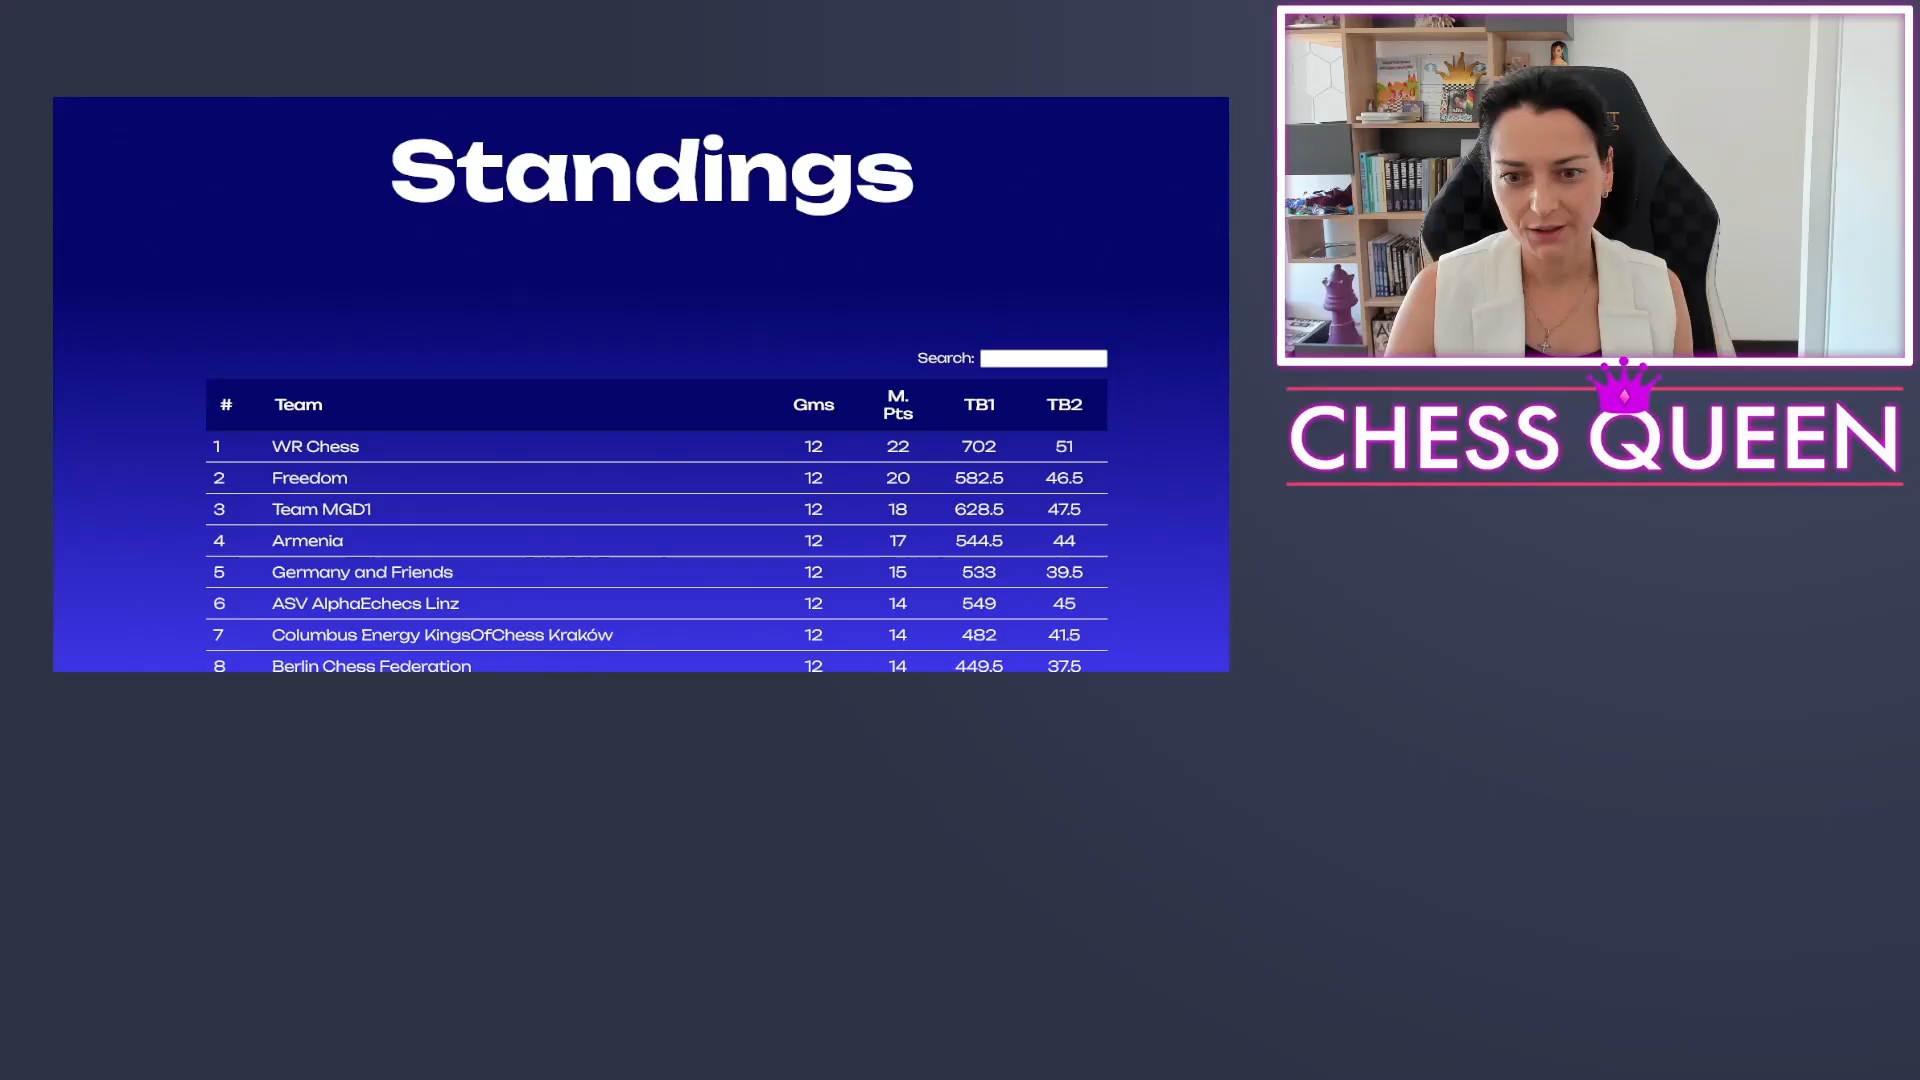 Standings
Search:
# Team Gms M. Pts TB1 TB2
1 WR Chess 12 22 702 51
2 Freedom 12 20 582.5 46.5
3 Team MGD1 12 18 628.5 47.5
4 Armenia 12 17 544.5 44
5 Germany and Friends 12 15 533 39.5
6 ASV AlphaEchecs Linz 12 14 549 45
7 Columbus Energy KingsOfChess Kraków 12 14 482 41.5
8 Berlin Chess Federation 12 14 449.5 37.5
CHESS QUEEN